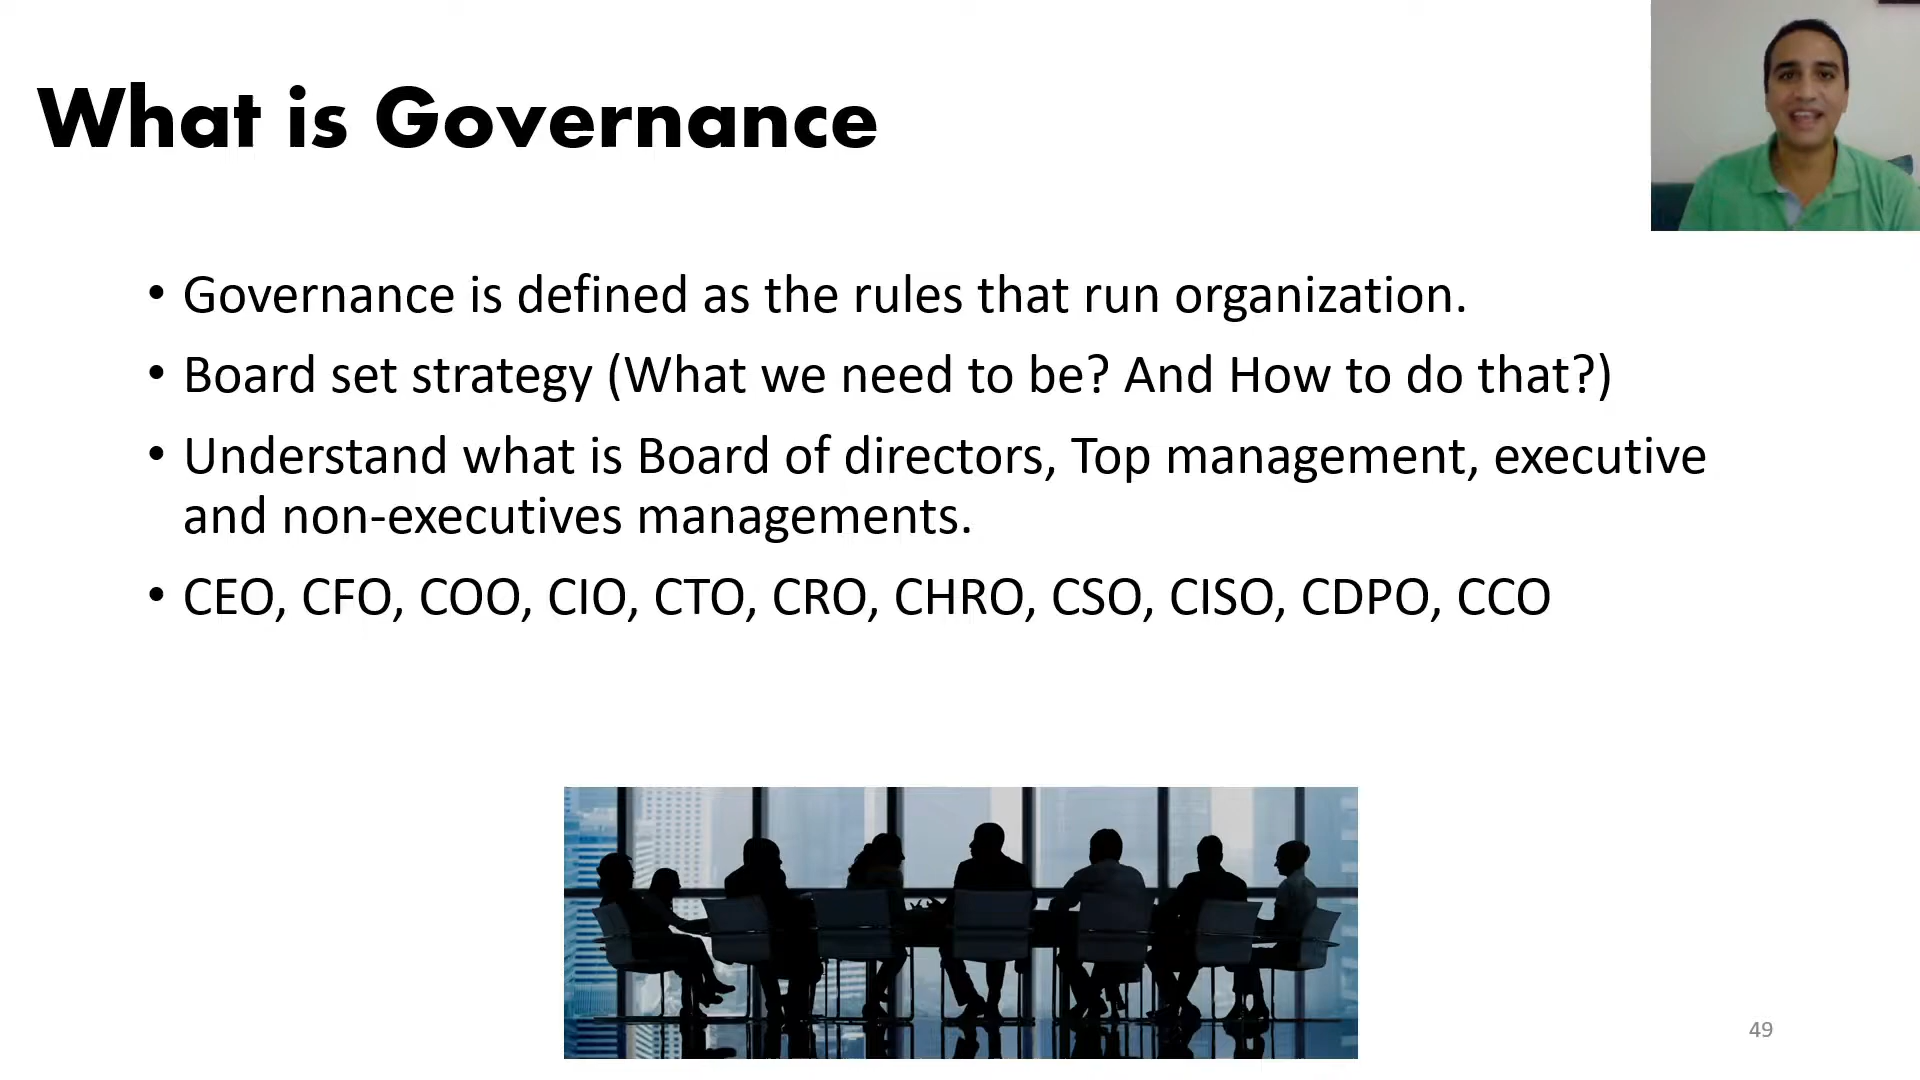 What is Governance
• Governance is defined as the rules that run organization.
• Board set strategy (What we need to be? And How to do that?)
• Understand what is Board of directors, Top management, executive
and non-executives managements.
• CEO, CFO, COO, CIO, CTO, CRO, CHRO, CSO, CISO, CDPO, CCO
49